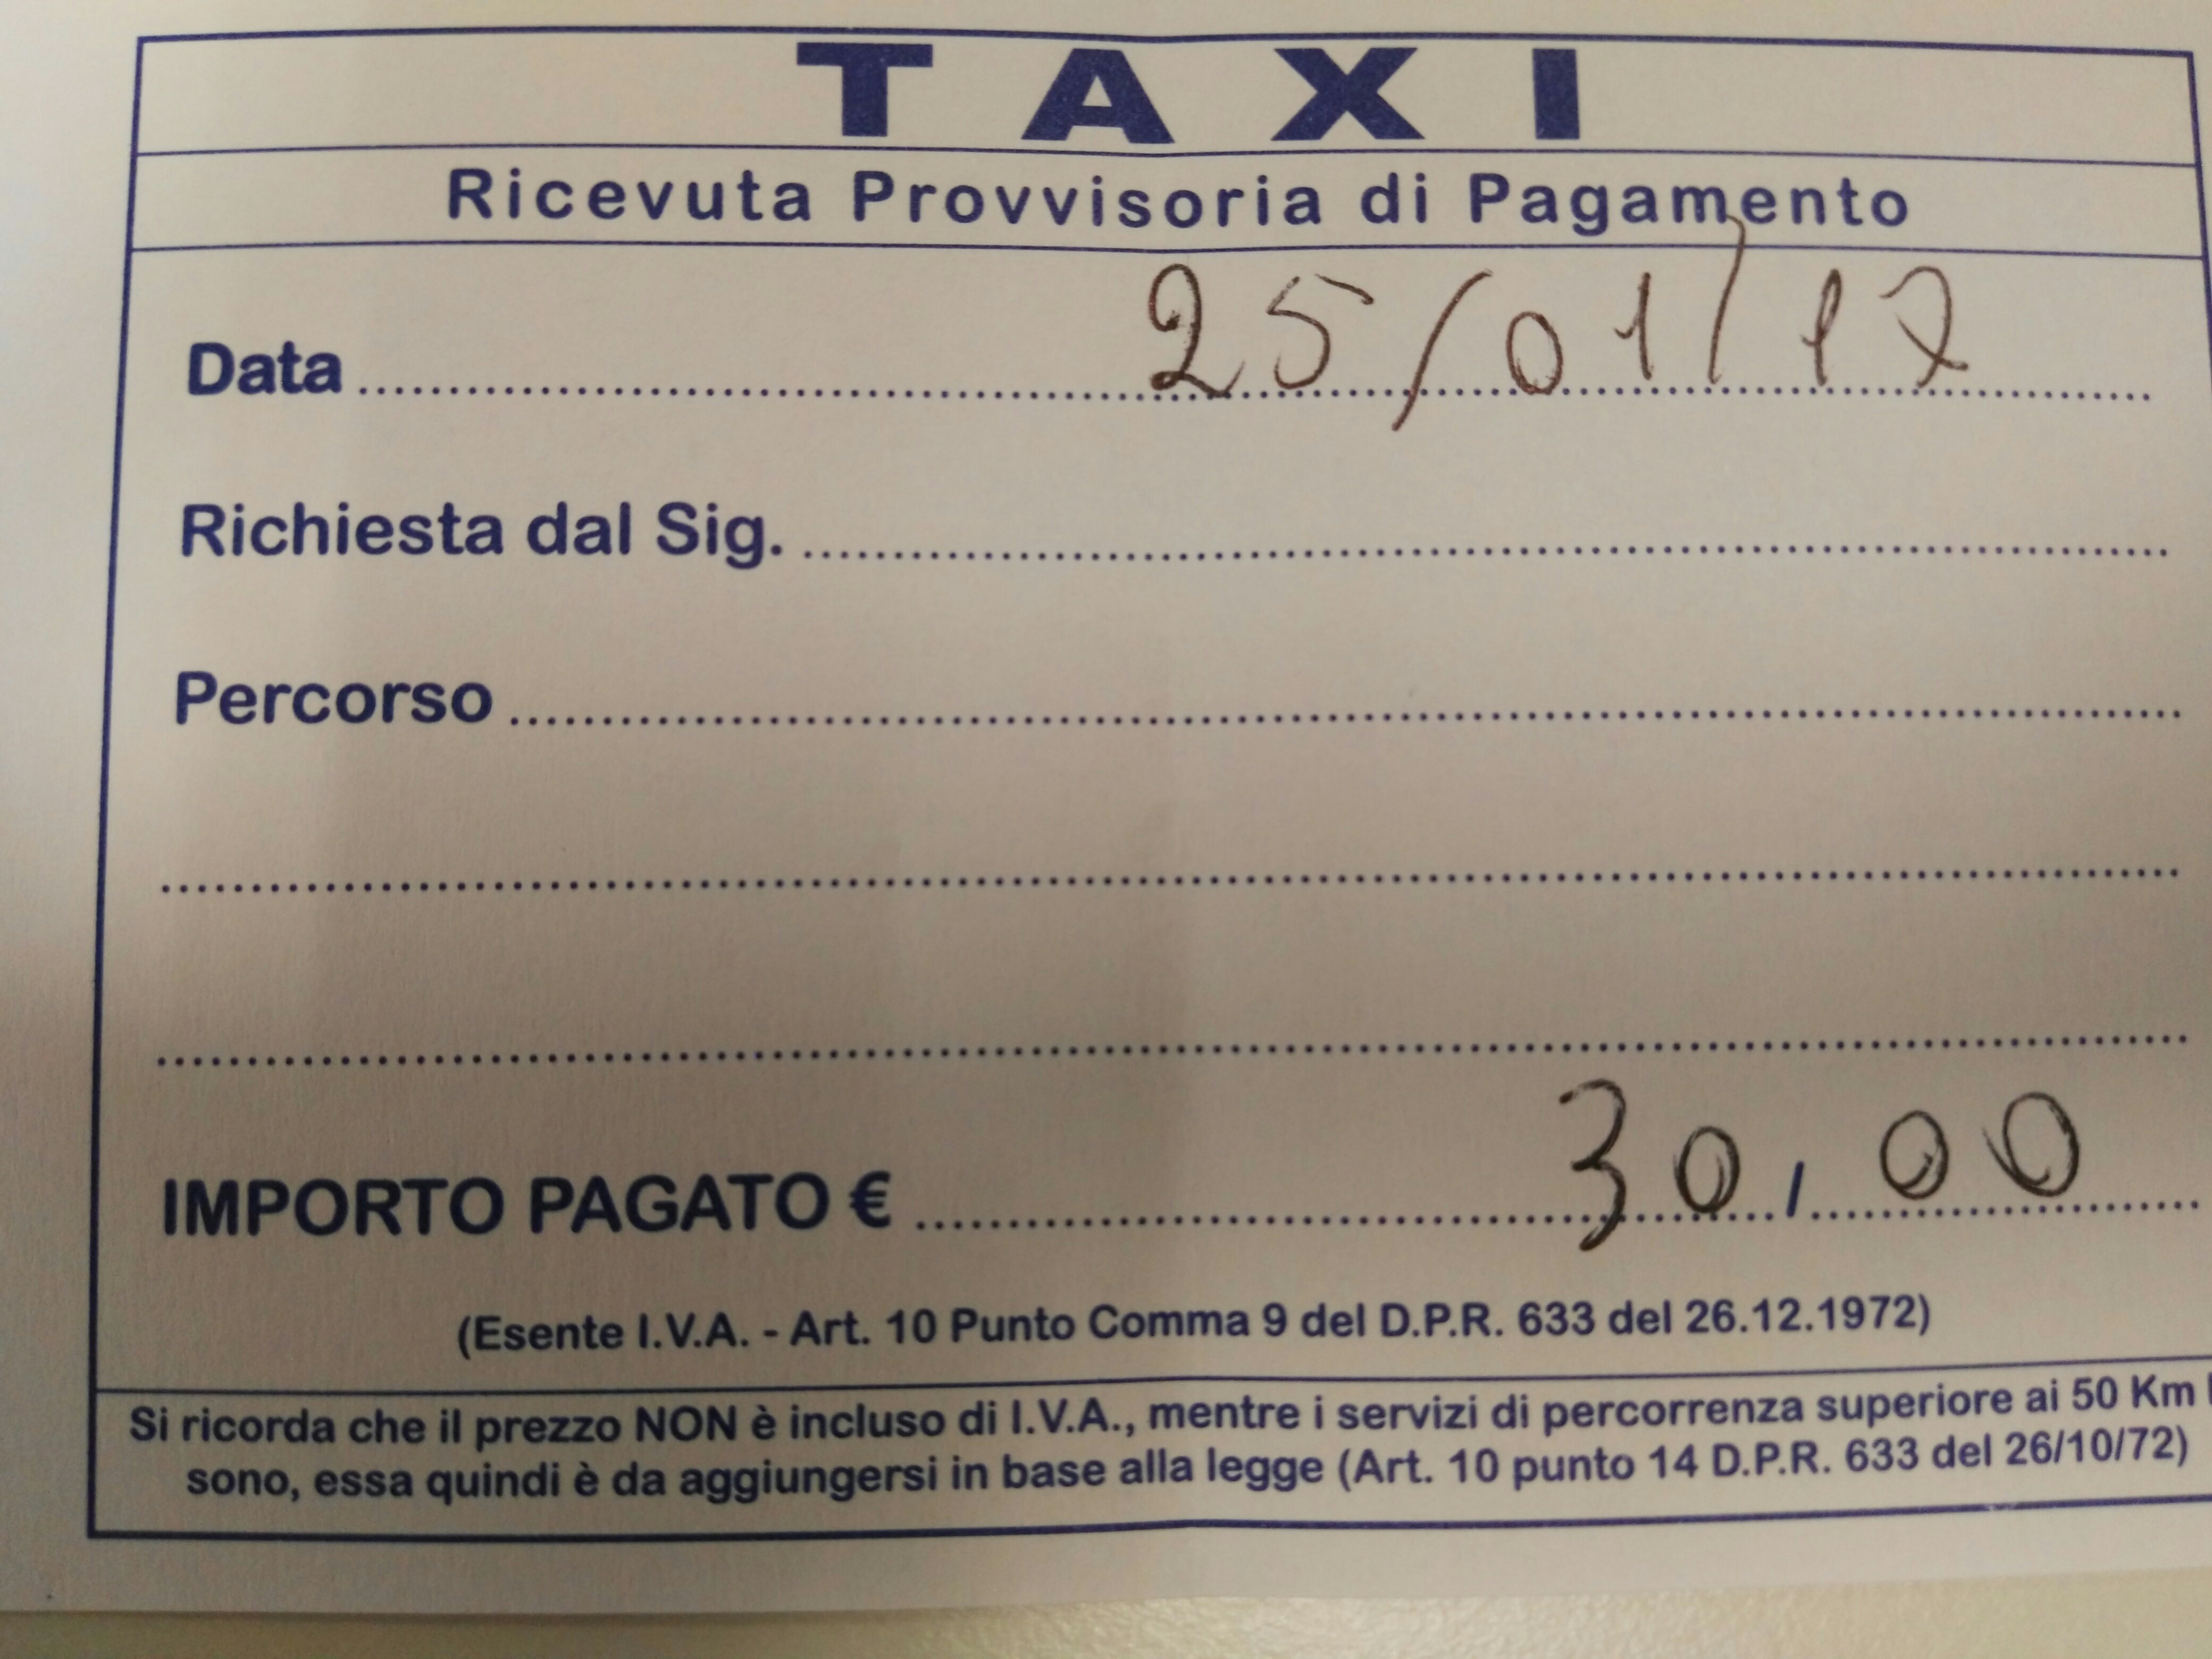 TAXI
Ricevuta Provvisoria di Pagamento
Data 25/01/17
Richiesta dal Sig.
Percorso
IMPORTO PAGATO € 30,00
(Esente I.V.A. - Art. 10 Punto Comma 9 del D.P.R. 633 del 26.12.1972)
Si ricorda che il prezzo NON è incluso di I.V.A., mentre i servizi di percorrenza superiore ai 50 Km
sono, essa quindi è da aggiungersi in base alla legge (Art. 10 punto 14 D.P.R. 633 del 26/10/72)